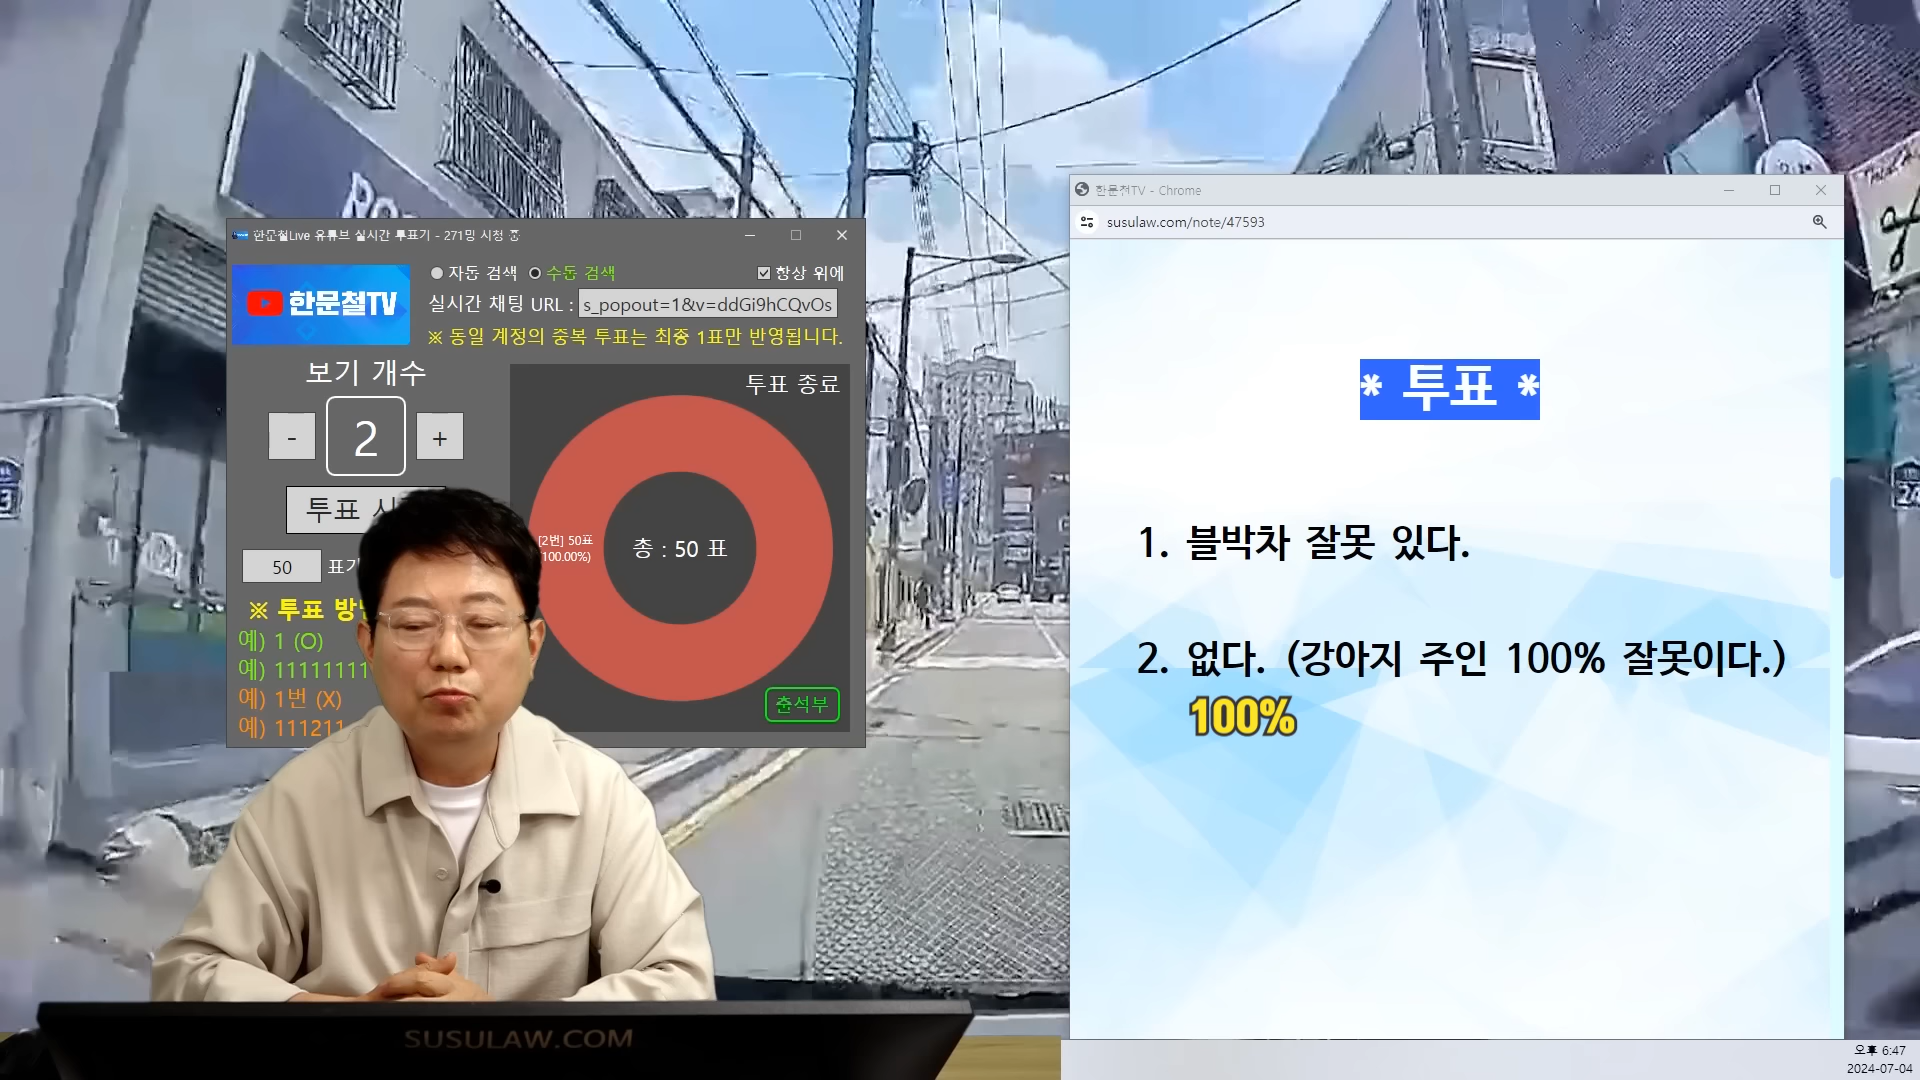 한문철Live 유튜브 실시간 투표기 - 271명 시청 중
한문철TV
자동 검색 수동 검색
항상 위에
실시간 채팅 URL : s_popout=1&v=ddGi9hCQvOs
※ 동일 계정의 중복 투표는 최종 1표만 반영됩니다.
보기 개수
- 2 +
투표
50 표
※ 투표
예) 1 (O)
예) 11111111
예) 1번 (X)
예) 111211
투표 종료
[2번] 50표
(100.00%)
총 : 50 표
출석부
SUSULAW.COM
한문철TV - Chrome
susulaw.com/note/47593
* 투표 *
1. 블박차 잘못 있다.
2. 없다. (강아지 주인 100% 잘못이다.)
100%
오후 6:47
2024-07-04